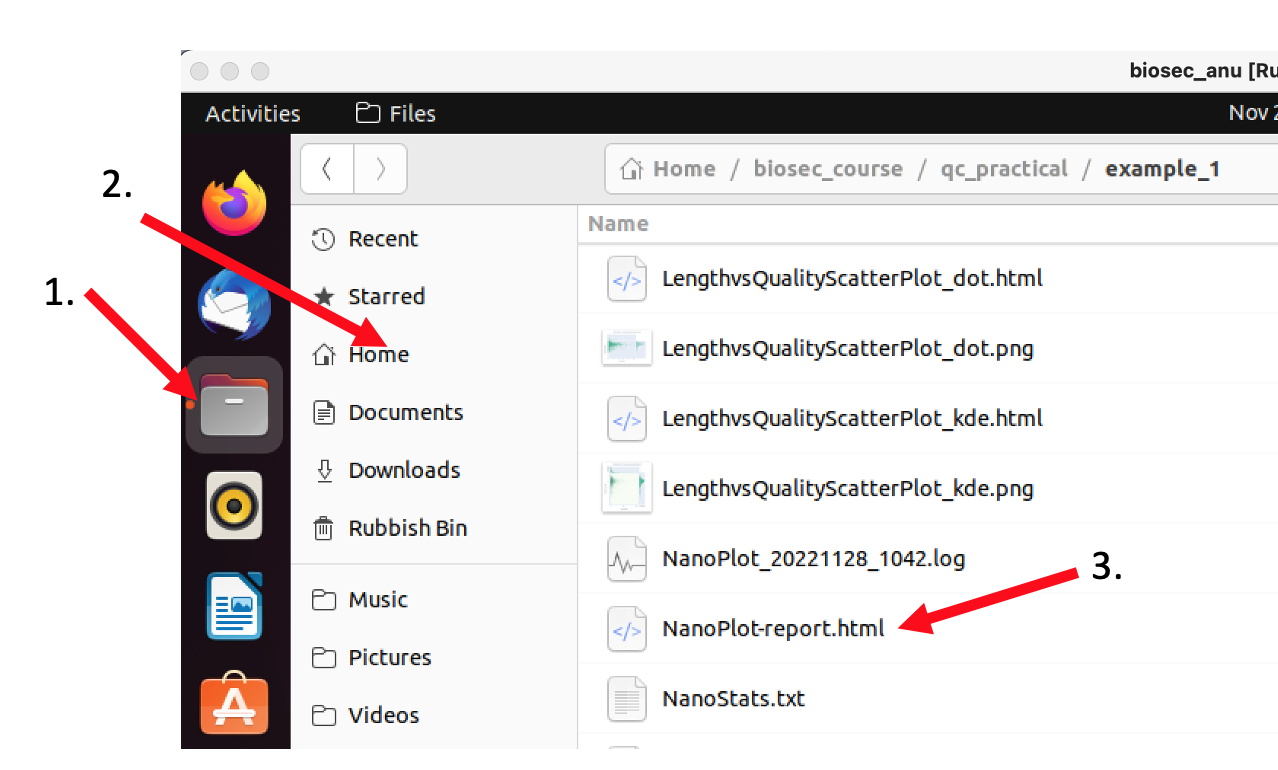 biosec_anu [Ru
Activities Files Nov 2
2.
Home / biosec_course / qc_practical / example_1
Name
1.
Recent
Starred
Home
Documents
Downloads
Rubbish Bin
Music
Pictures
Videos
LengthvsQualityScatterPlot_dot.html
LengthvsQualityScatterPlot_dot.png
LengthvsQualityScatterPlot_kde.html
LengthvsQualityScatterPlot_kde.png
NanoPlot_20221128_1042.log
3.
NanoPlot-report.html
NanoStats.txt